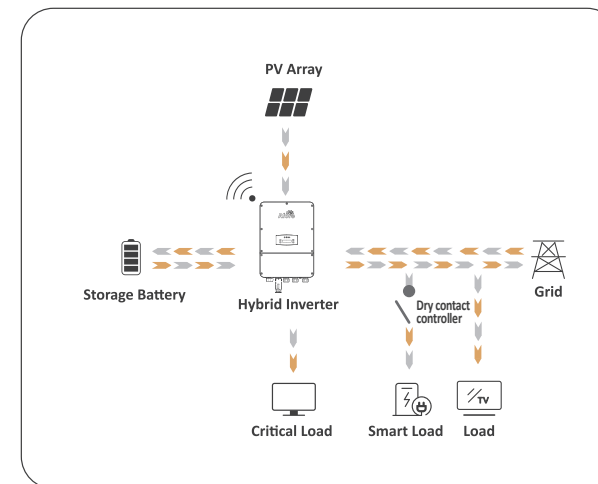 PV Array
Storage Battery
Hybrid Inverter
Grid
Dry contact
controller
TV
Critical Load
Smart Load
Load